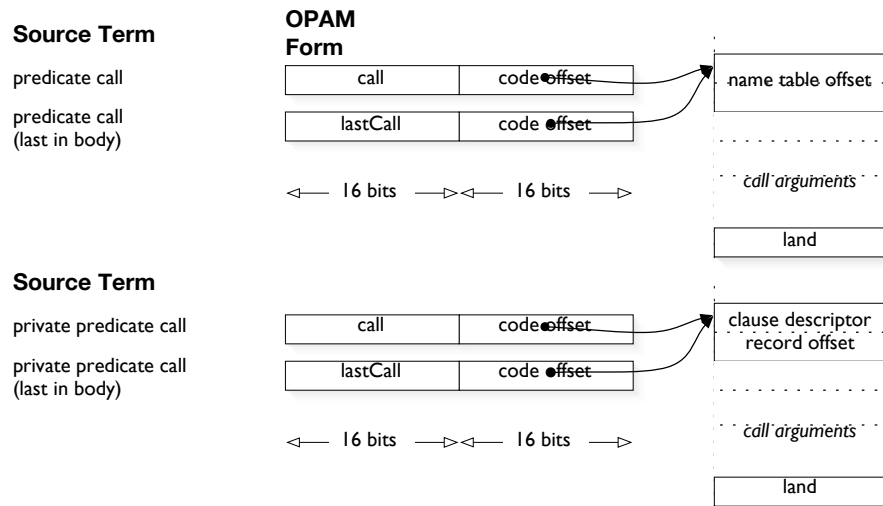 Source Term
OPAM
Form
predicate call
call
code offset
name table offset
predicate call
(last in body)
lastCall
code offset
16 bits
16 bits
call arguments
land
Source Term
private predicate call
call
code offset
clause descriptor
record offset
private predicate call
(last in body)
lastCall
code offset
16 bits
16 bits
call arguments
land